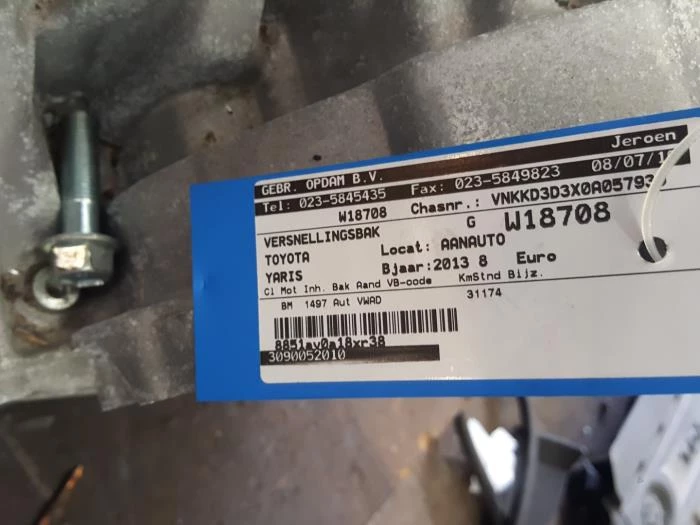 GEBR. OPDAM B.V. Jeroen
Tel: 023-5845435 Fax: 023-5849823 08/07/1
W18708 Chasnr.: VNKKD3D3X0A05793
VERSNELLINGSBAK G W18708
TOYOTA Locat: AANAUTO
YARIS Bjaar:2013 8 Euro
Cl Mot Inh. Bak Aand VB-oode KmStnd Bijz.
BM 1497 Aut VWAD 31174
8851av0a18xr38
3090052010